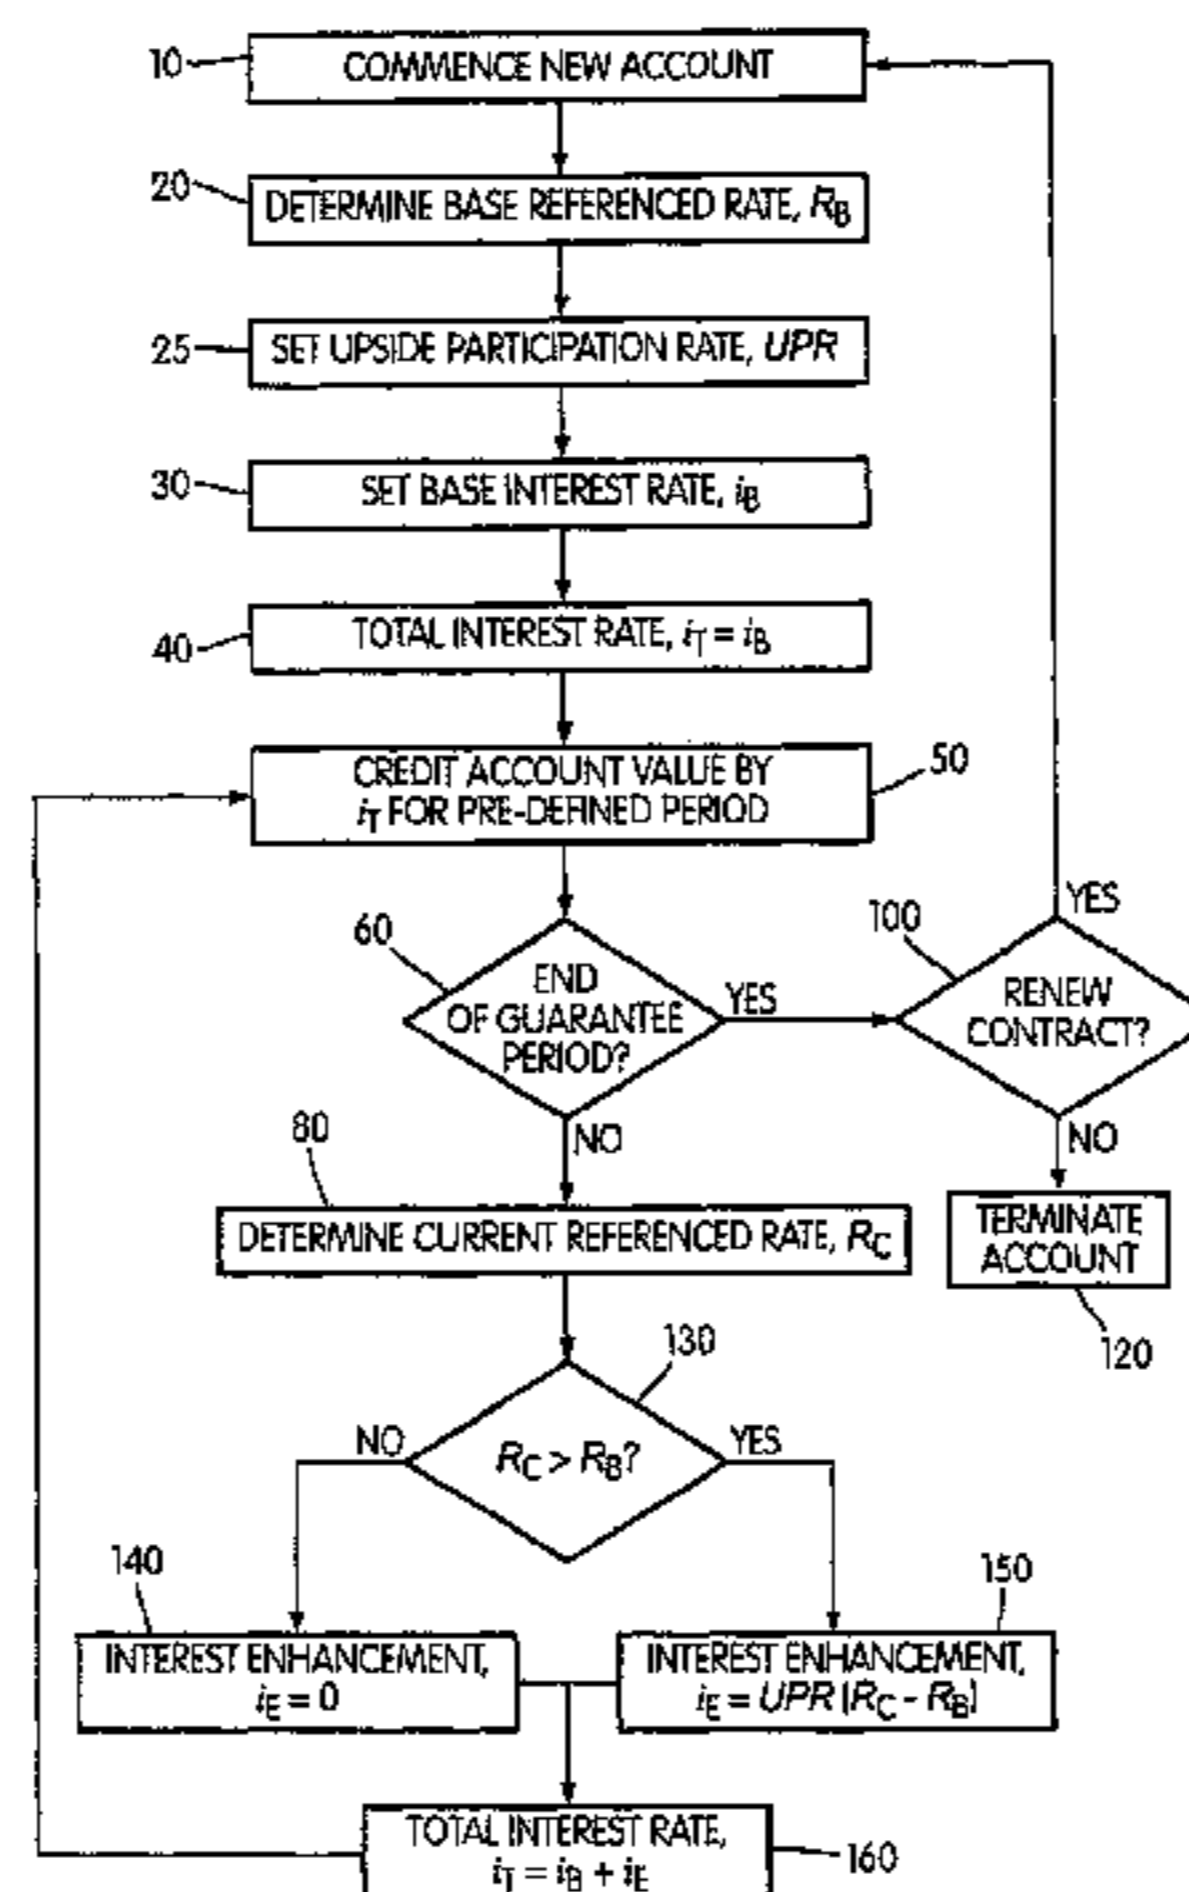 10
COMMENCE NEW ACCOUNT
20
DETERMINE BASE REFERENCED RATE, RB
25
SET UPSIDE PARTICIPATION RATE, UPR
30
SET BASE INTEREST RATE, iB
40
TOTAL INTEREST RATE, iT = iB
50
CREDIT ACCOUNT VALUE BY
iT FOR PRE-DEFINED PERIOD
60
END
OF GUARANTEE
PERIOD?
YES
NO
100
RENEW
CONTRACT?
YES
NO
TERMINATE
ACCOUNT
120
80
DETERMINE CURRENT REFERENCED RATE, RC
130
RC > RB?
NO
YES
140
INTEREST ENHANCEMENT,
iE = 0
150
INTEREST ENHANCEMENT,
iE = UPR (RC - RB)
TOTAL INTEREST RATE,
iT = iB + iE
160